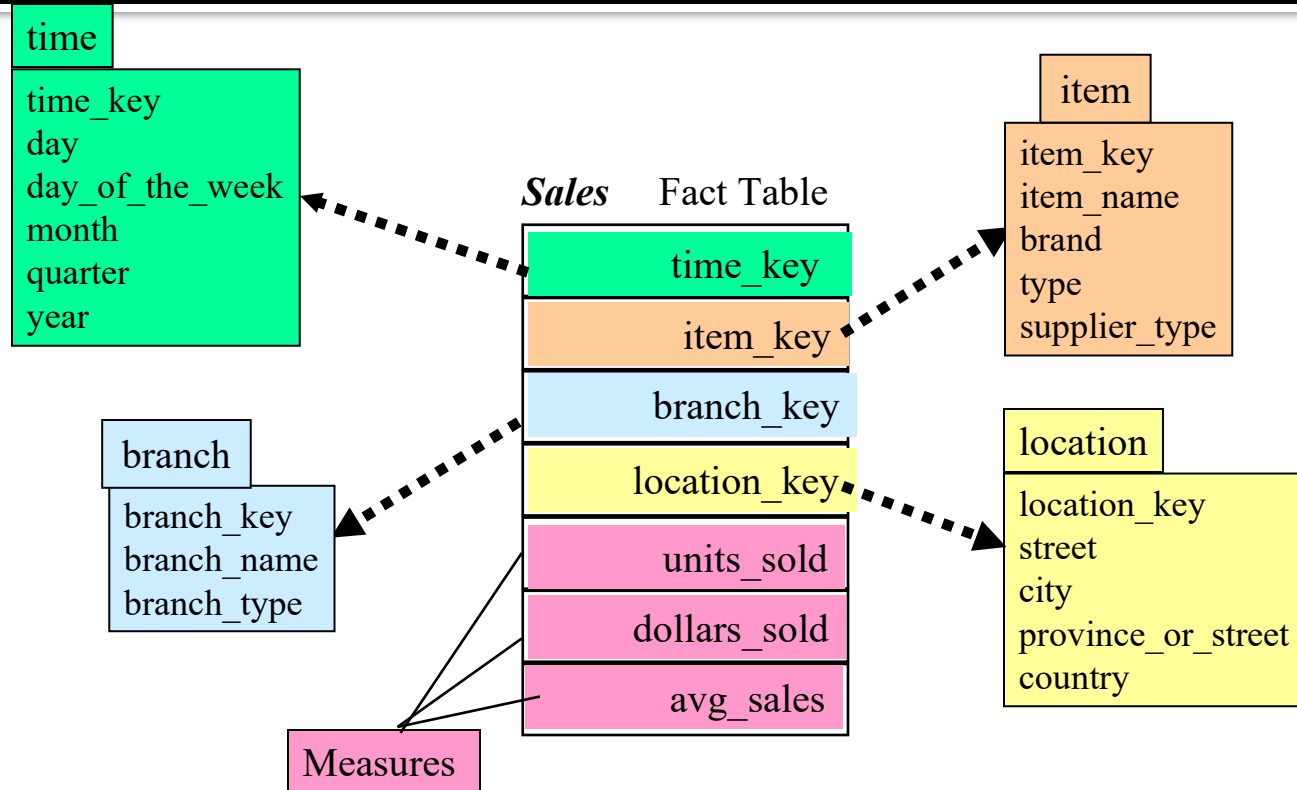 time
time_key
day
day_of_the_week
month
quarter
year
item
item_key
item_name
brand
type
supplier_type
Sales Fact Table
time_key
item_key
branch_key
location_key
units_sold
dollars_sold
avg_sales
branch
branch_key
branch_name
branch_type
location
location_key
street
city
province_or_street
country
Measures